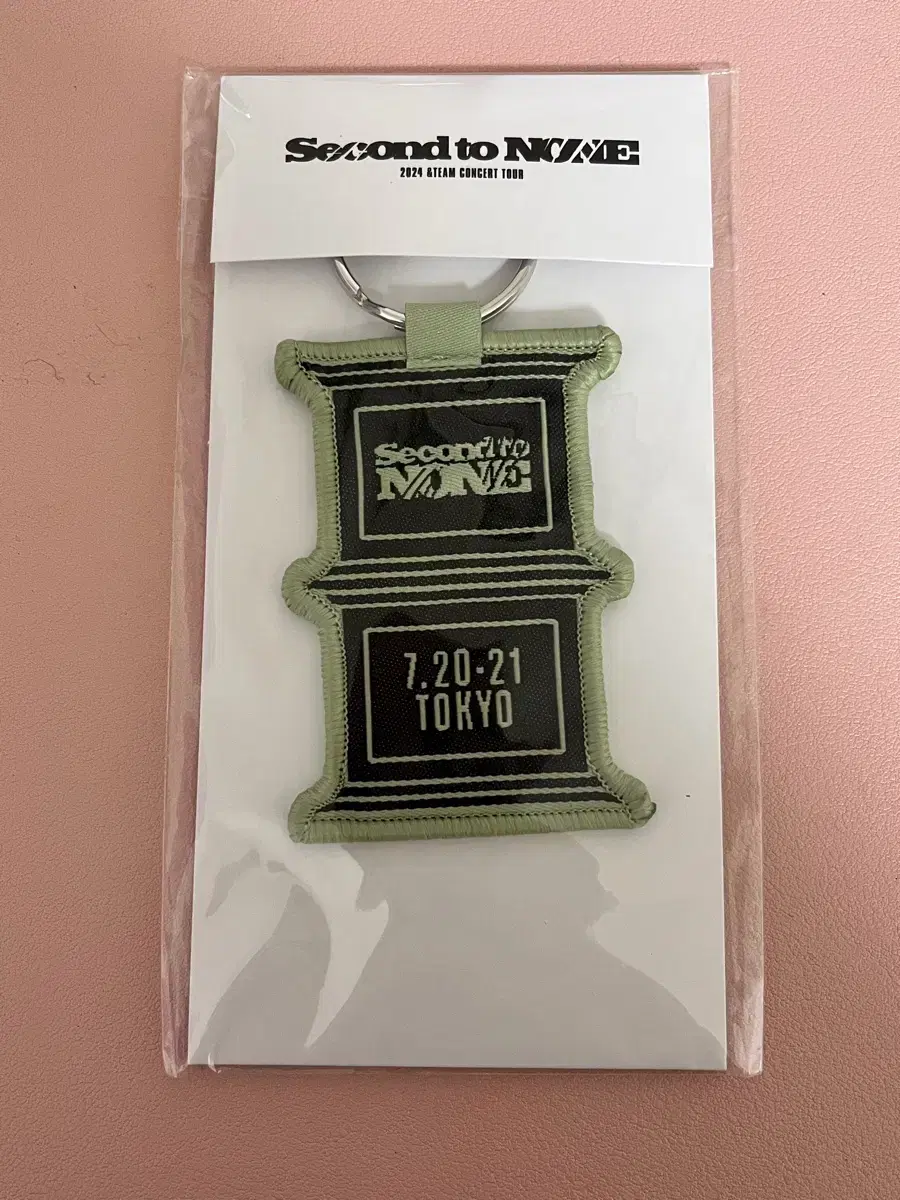 Second to NONE
2024 &TEAM CONCERT TOUR
Second to
NONE
7.20-21
TOKYO